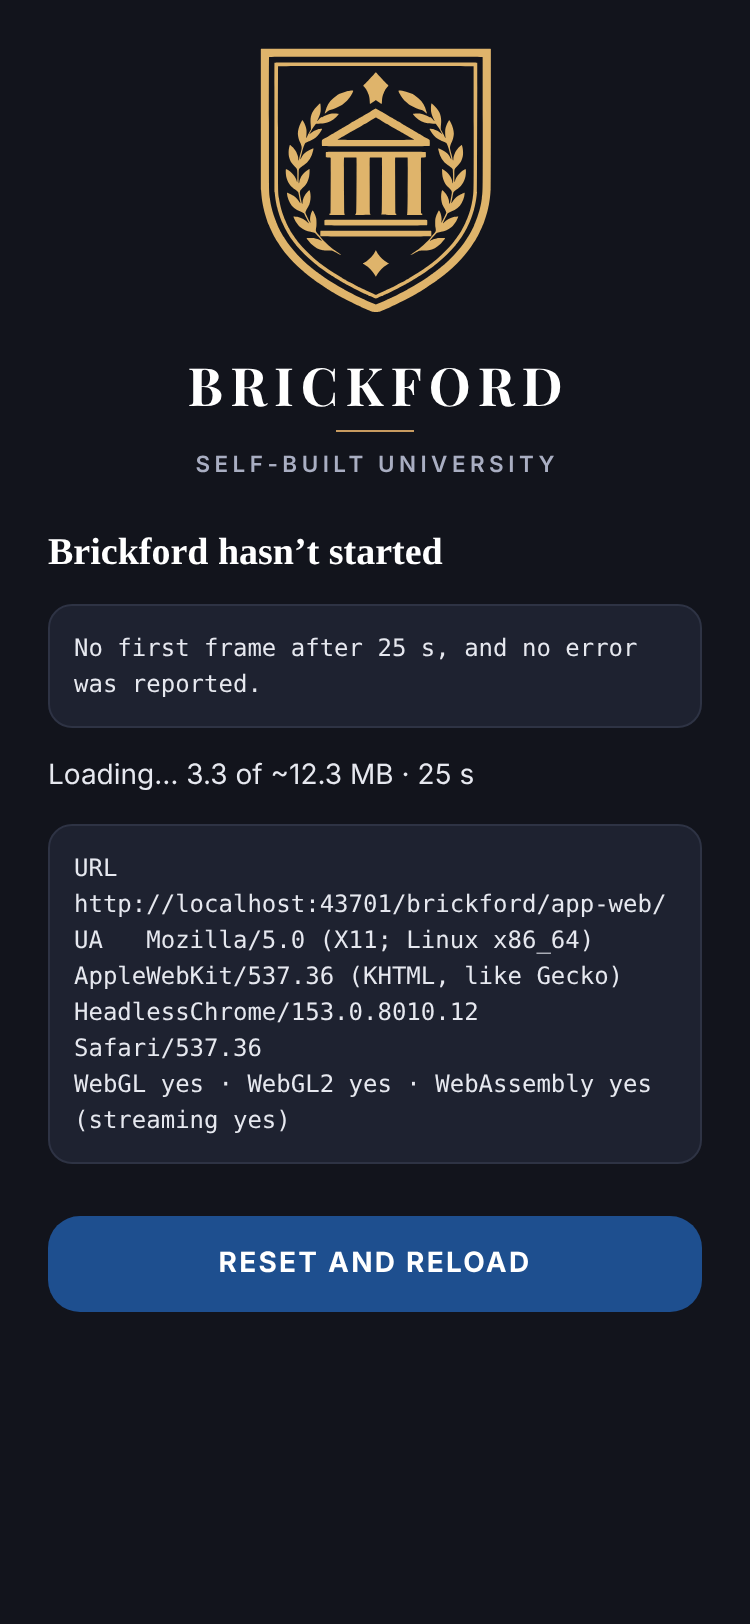 BRICKFORD
SELF-BUILT UNIVERSITY
Brickford hasn’t started
No first frame after 25 s, and no error
was reported.
Loading… 3.3 of ~12.3 MB · 25 s
URL
http://localhost:43701/brickford/app-web/
UA   Mozilla/5.0 (X11; Linux x86_64)
AppleWebKit/537.36 (KHTML, like Gecko)
HeadlessChrome/153.0.8010.12
Safari/537.36
WebGL yes · WebGL2 yes · WebAssembly yes
(streaming yes)
RESET AND RELOAD